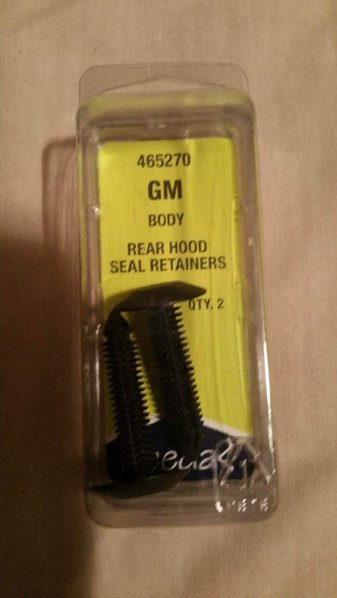 465270
GM
BODY
REAR HOOD
SEAL RETAINERS
QTY. 2